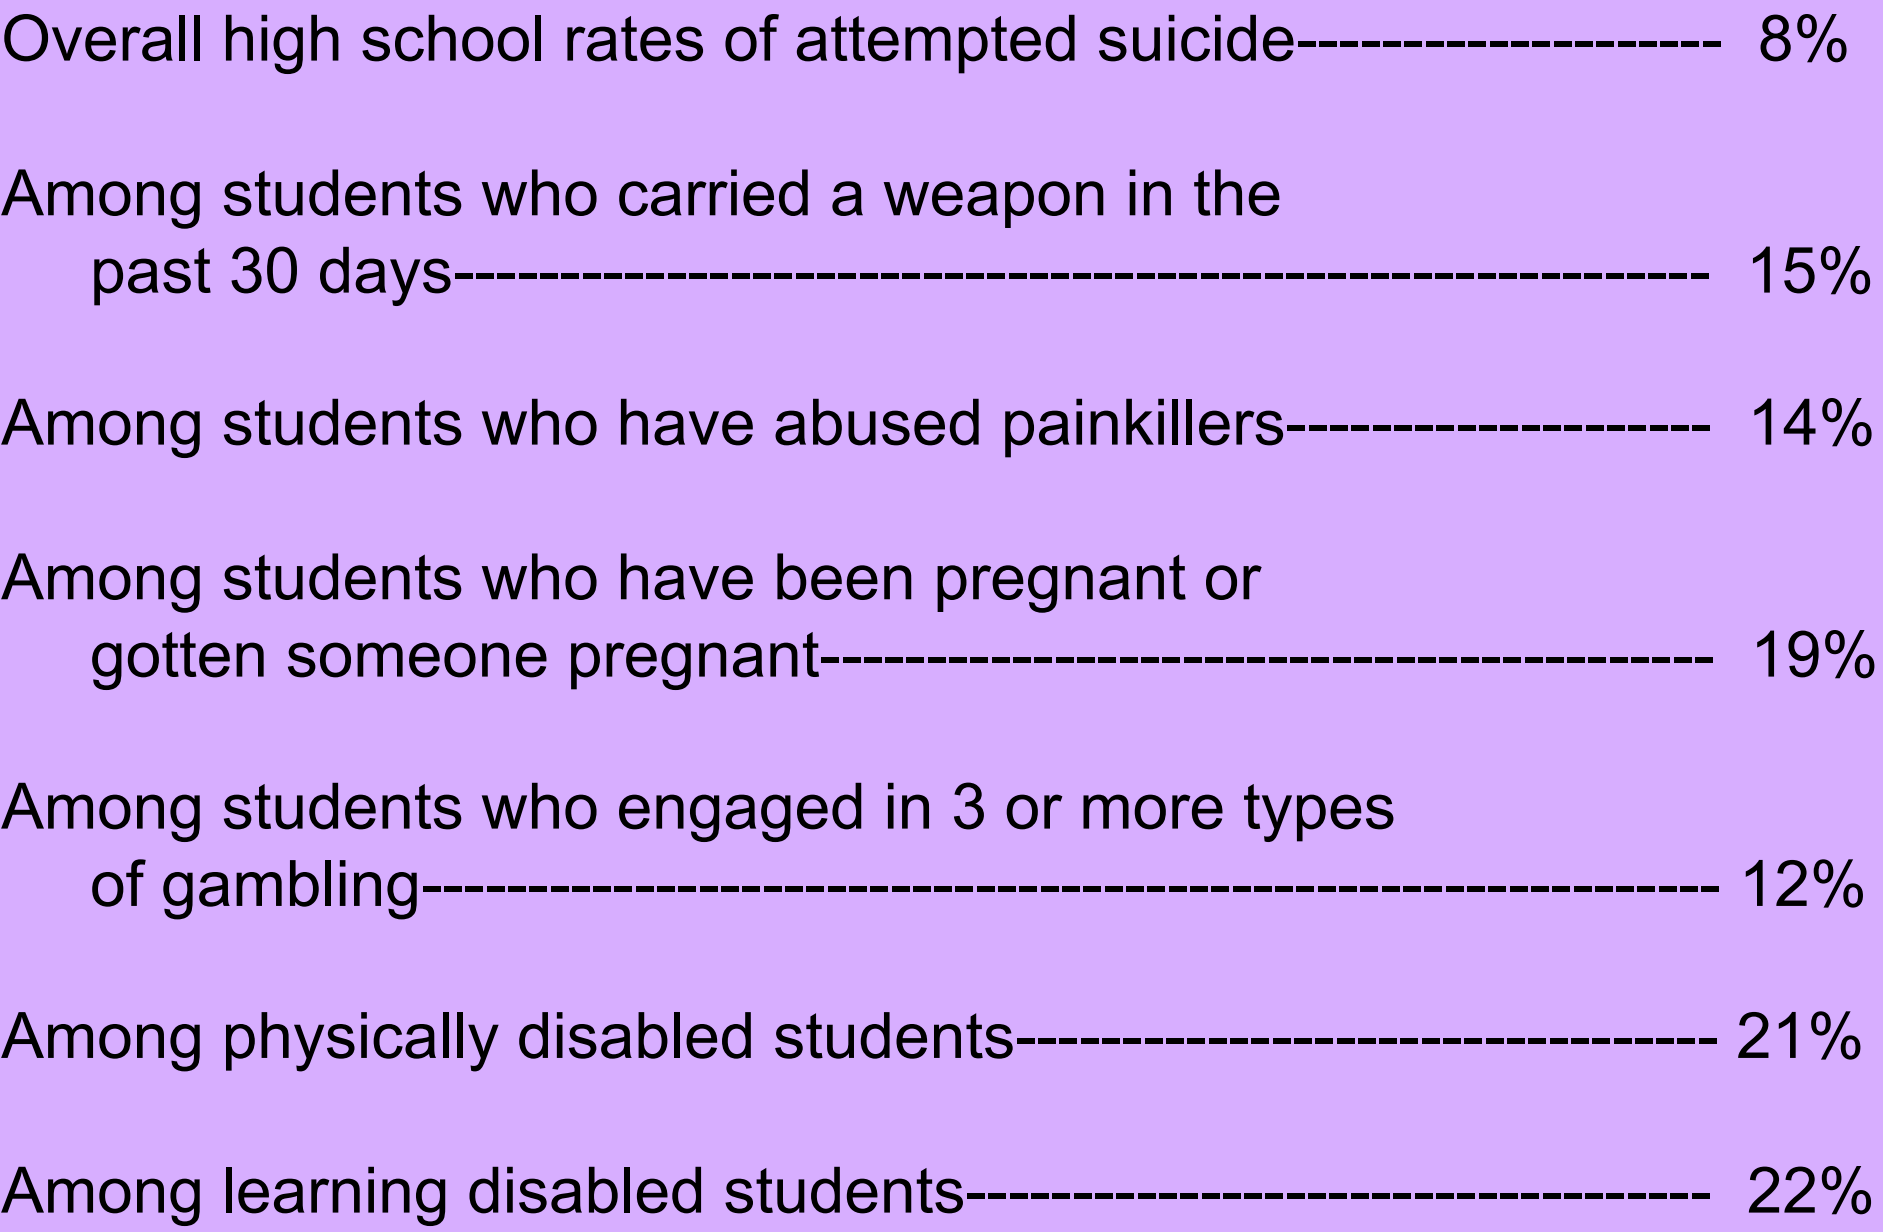 Overall high school rates of attempted suicide-------------------- 8%
Among students who carried a weapon in the
past 30 days----------------------------------------------------------- 15%
Among students who have abused painkillers-------------------- 14%
Among students who have been pregnant or
gotten someone pregnant------------------------------------------ 19%
Among students who engaged in 3 or more types
of gambling------------------------------------------------------------- 12%
Among physically disabled students--------------------------------- 21%
Among learning disabled students----------------------------------- 22%